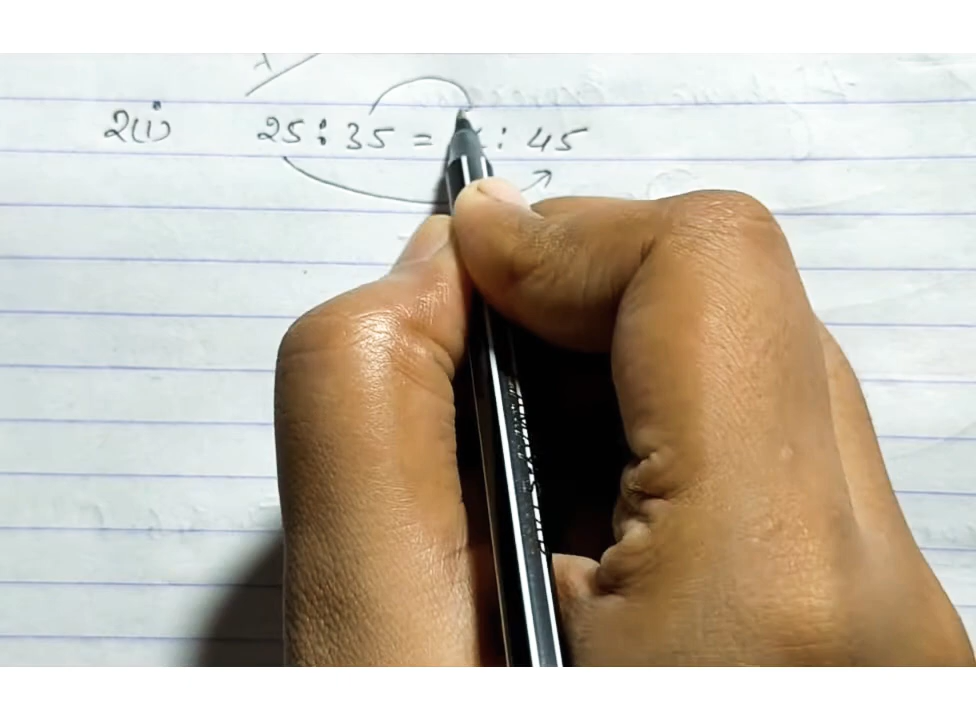 2(i) 25 : 35 = : 45